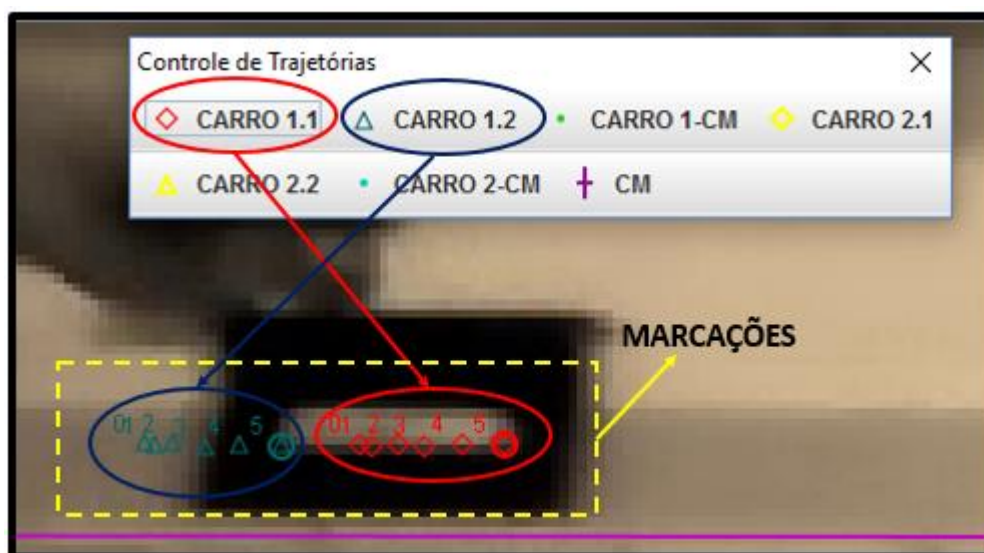 Controle de Trajetórias
CARRO 1.1 CARRO 1.2 CARRO 1-CM CARRO 2.1
CARRO 2.2 CARRO 2-CM CM
MARCAÇÕES
01 2 3 4 5 01 2 3 4 5